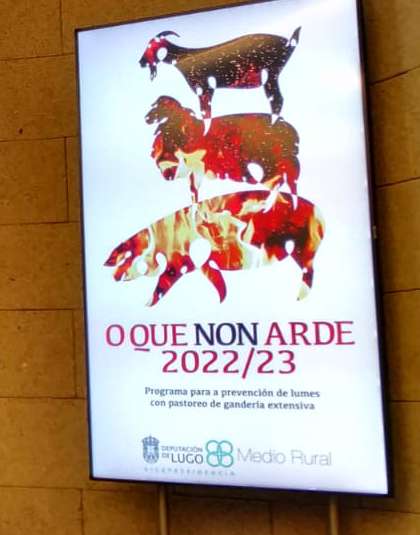 O QUE NON ARDE
2022/23
Programa para a prevención de lumes
con pastoreo de gandería extensiva
DEPUTACIÓN
DE LUGO
VICEPRESIDENCIA
Medio Rural